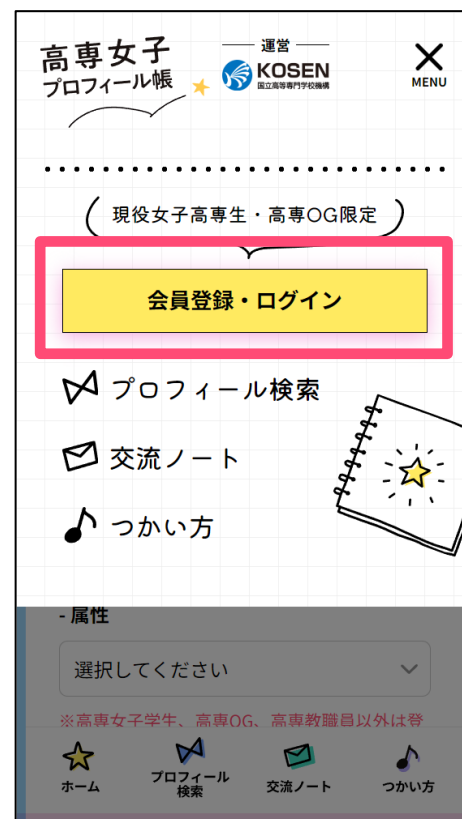 高専女子
プロフィール帳
運営
KOSEN
国立高等専門学校機構
MENU
現役女子高専生・高専OG限定
会員登録・ログイン
プロフィール検索
交流ノート
つかい方
- 属性
選択してください
※高専女子学生、高専OG、高専教職員以外は登
ホーム
プロフィール
検索
交流ノート
つかい方